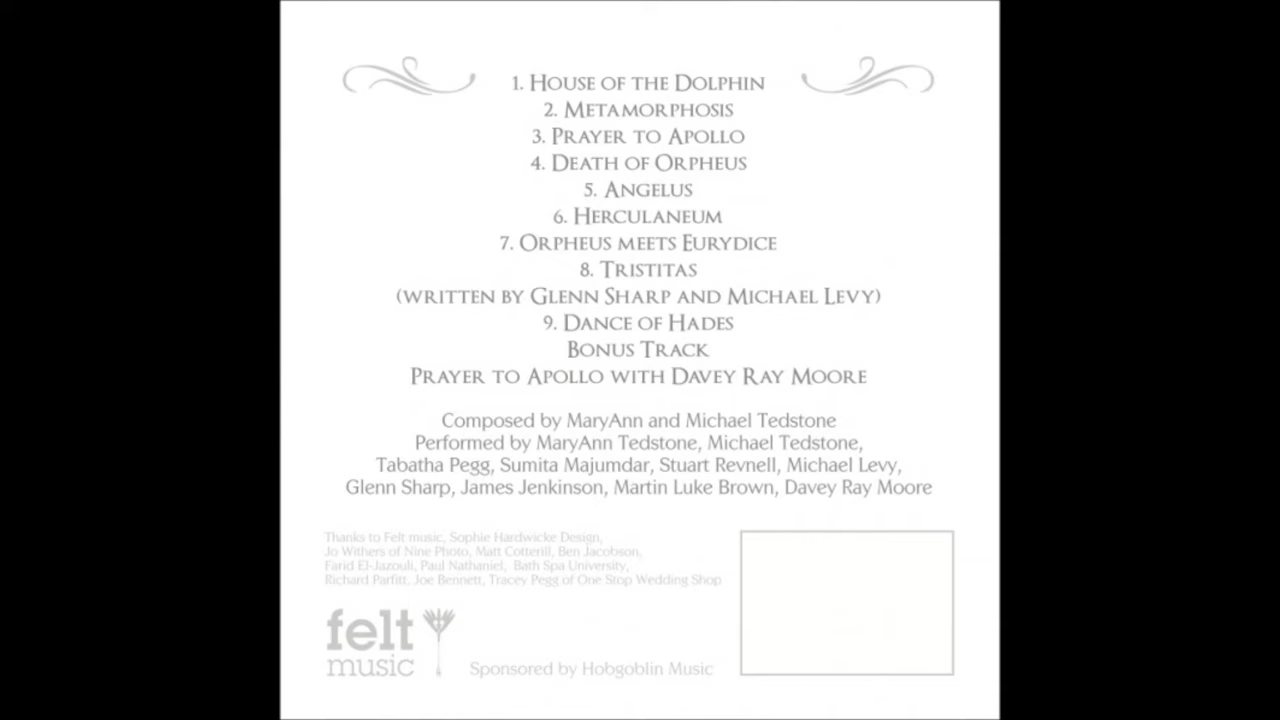 1. House of the Dolphin
2. Metamorphosis
3. Prayer to Apollo
4. Death of Orpheus
5. Angelus
6. Herculaneum
7. Orpheus meets Eurydice
8. Tristitas
(written by Glenn Sharp and Michael Levy)
9. Dance of Hades
Bonus Track
Prayer to Apollo with Davey Ray Moore
Composed by MaryAnn and Michael Tedstone
Performed by MaryAnn Tedstone, Michael Tedstone,
Tabatha Pegg, Sumita Majumdar, Stuart Revnell, Michael Levy,
Glenn Sharp, James Jenkinson, Martin Luke Brown, Davey Ray Moore
Thanks to Felt music, Sophie Hardwicke Design,
Jo Withers of Nine Photo, Matt Cotterill, Ben Jacobson,
Farid El-Jazouli, Paul Nathaniel, Bath Spa University,
Richard Parfitt, Joe Bennett, Tracey Pegg of One Stop Wedding Shop
felt
music
Sponsored by Hobgoblin Music